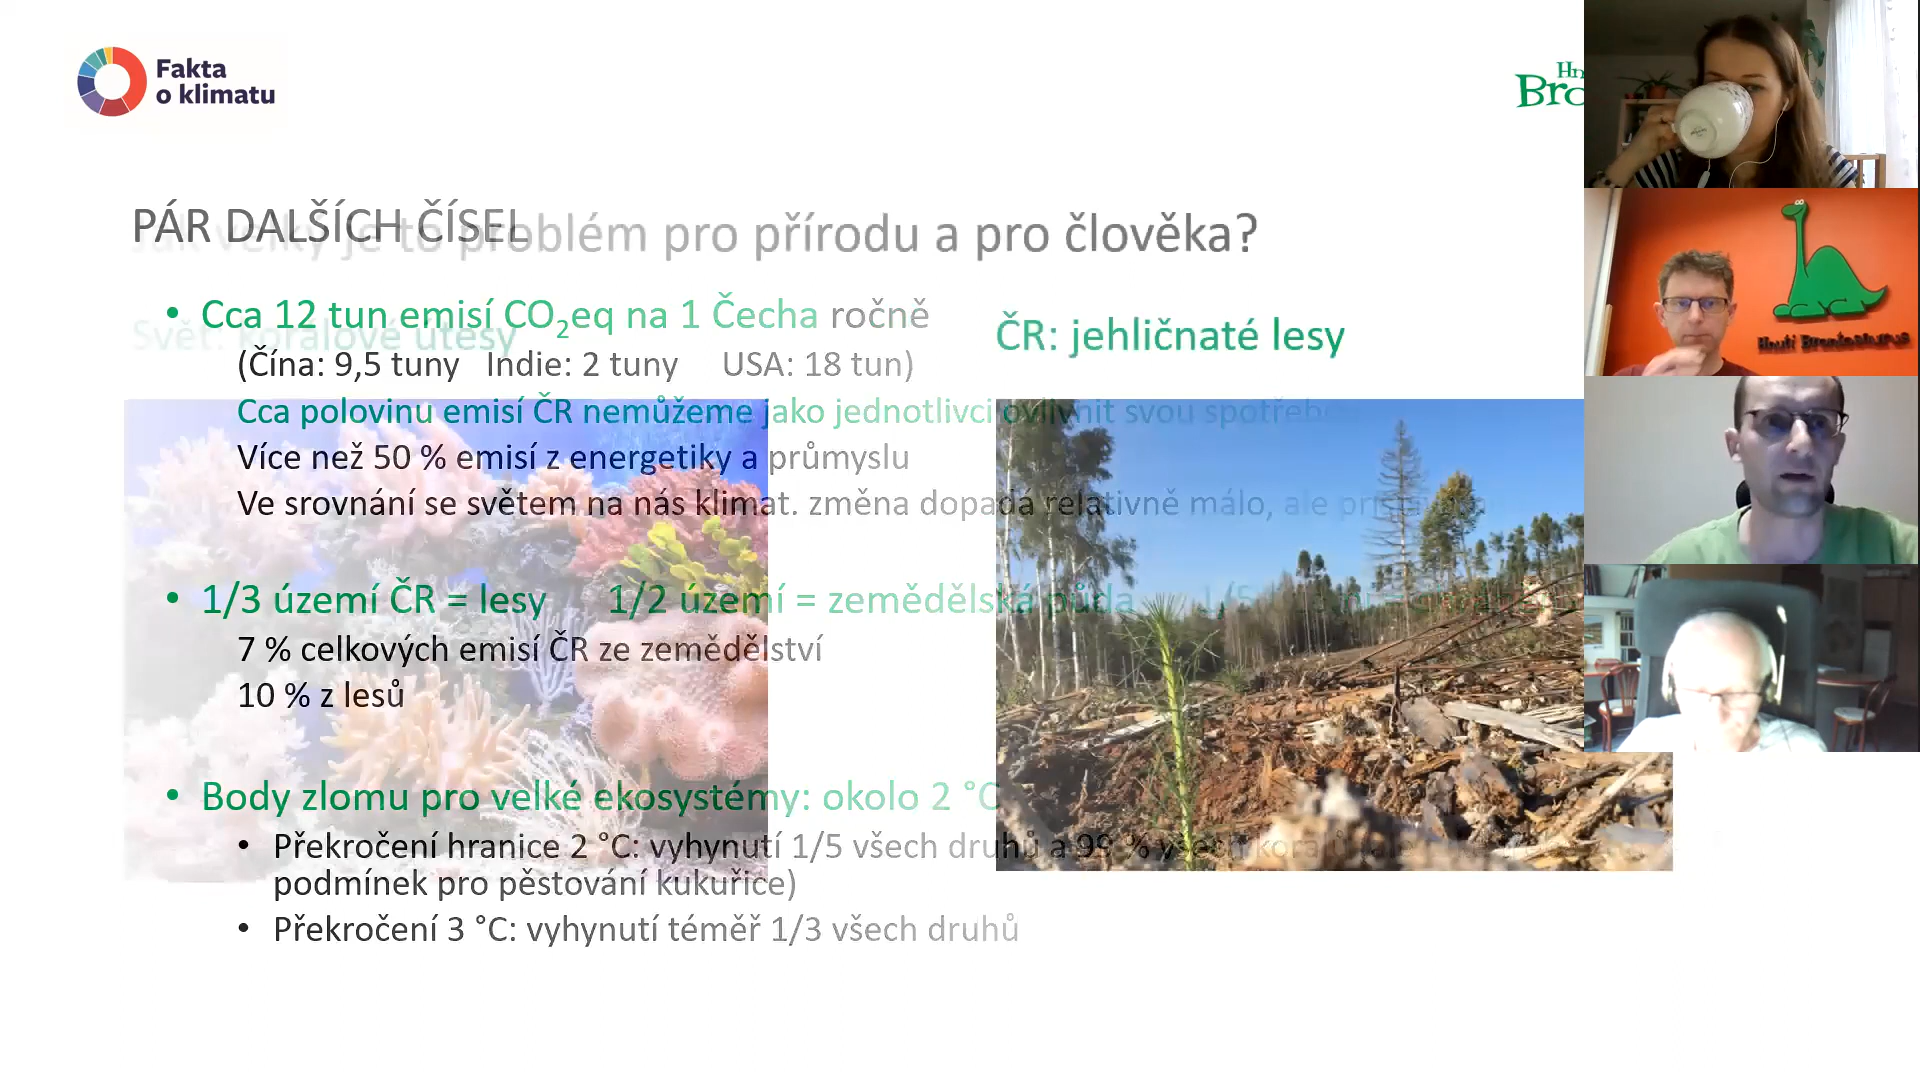 Fakta
o klimatu
PÁR DALŠÍCH ČÍSEL
velký je to problém pro přírodu a pro člověka?
• Cca 12 tun emisí CO₂eq na 1 Čecha ročně
Svět: korálové útesy
ČR: jehličnaté lesy
(Čína: 9,5 tuny Indie: 2 tuny USA: 18 tun)
Cca polovinu emisí ČR nemůžeme jako jednotlivci ovlivnit svou
Více než 50 % emisí z energetiky a průmyslu
Ve srovnání se světem na nás klimat. změna dopadá relativně málo, ale
• 1/3 území ČR = lesy 1/2 území = zemědělská půda
7 % celkových emisí ČR ze zemědělství
10 % z lesů
• Body zlomu pro velké ekosystémy: okolo 2 °C
• Překročení hranice 2 °C: vyhynutí 1/5 všech druhů a 99 % všech
podmínek pro pěstování kukuřice)
• Překročení 3 °C: vyhynutí téměř 1/3 všech druhů
Hnutí Brontosaurus